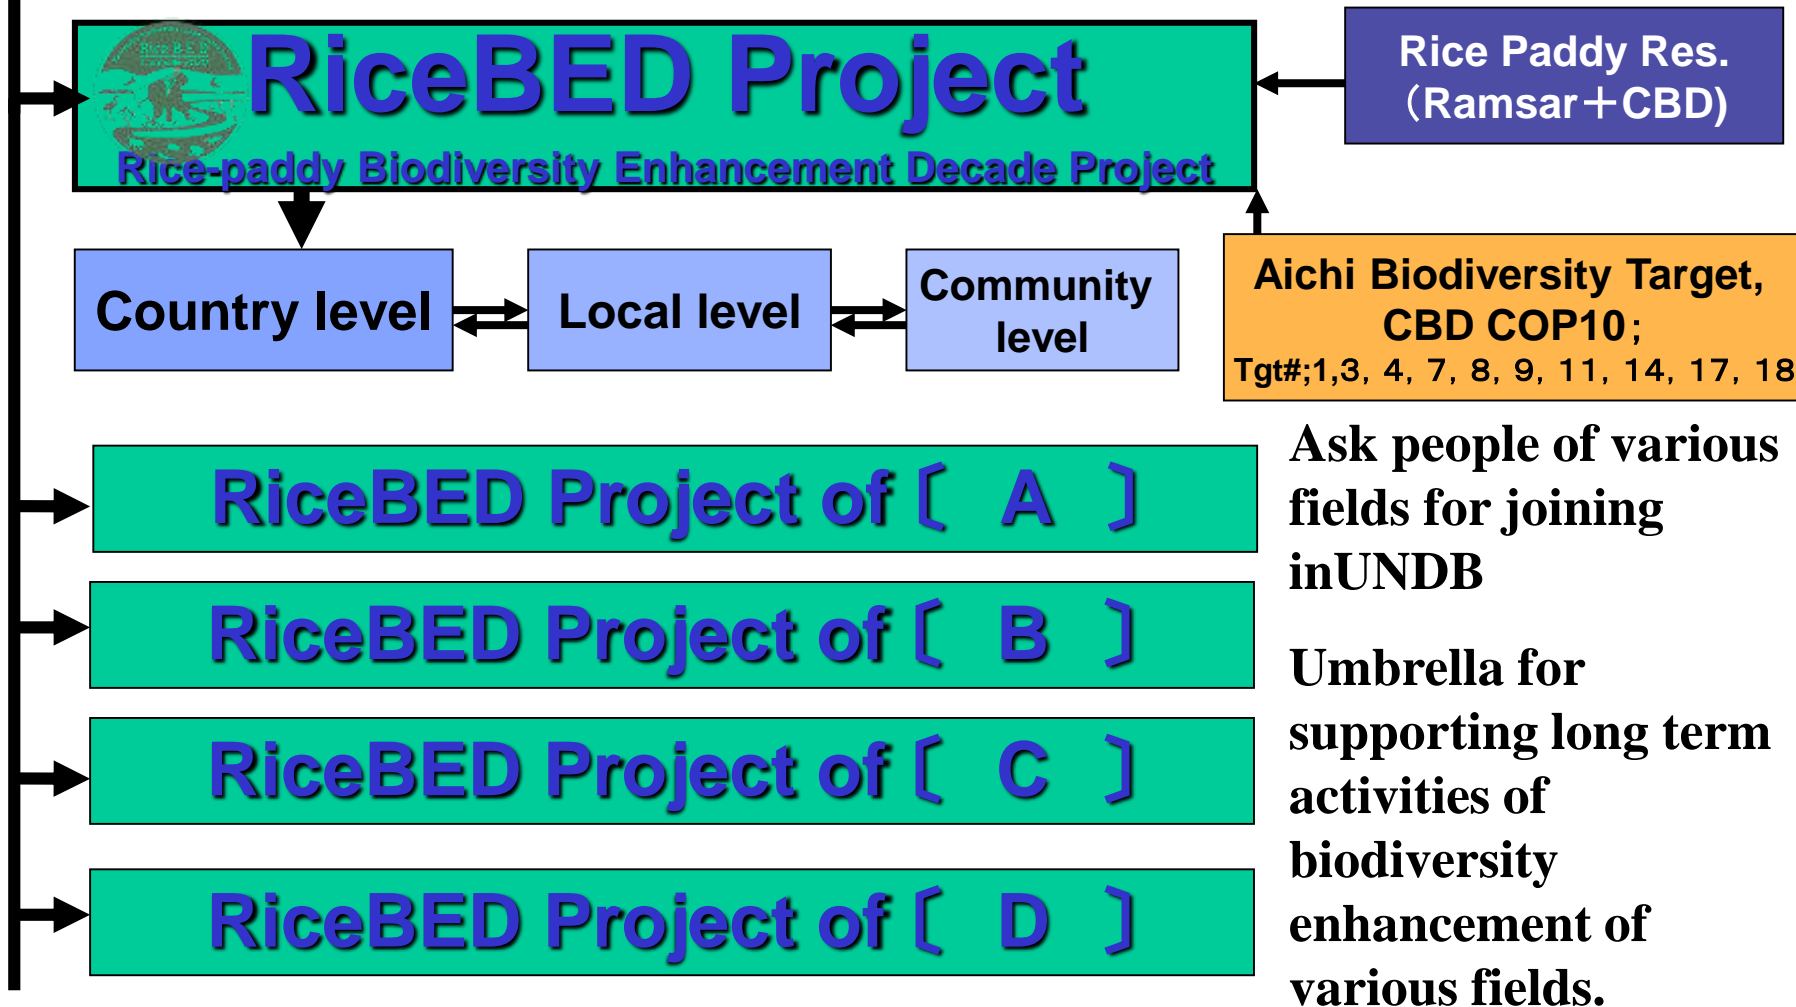 RiceBED Project
Rice-paddy Biodiversity Enhancement Decade Project
Rice Paddy Res.
（Ramsar＋CBD)
Country level
Local level
Community
level
Aichi Biodiversity Target,
CBD COP10；
Tgt#;1,3，4，7，8，9，11，14，17，18
RiceBED Project of〔　A　〕
RiceBED Project of〔　B　〕
RiceBED Project of〔　C　〕
RiceBED Project of〔　D　〕
Ask people of various
fields for joining
inUNDB
Umbrella for
supporting long term
activities of
biodiversity
enhancement of
various fields.